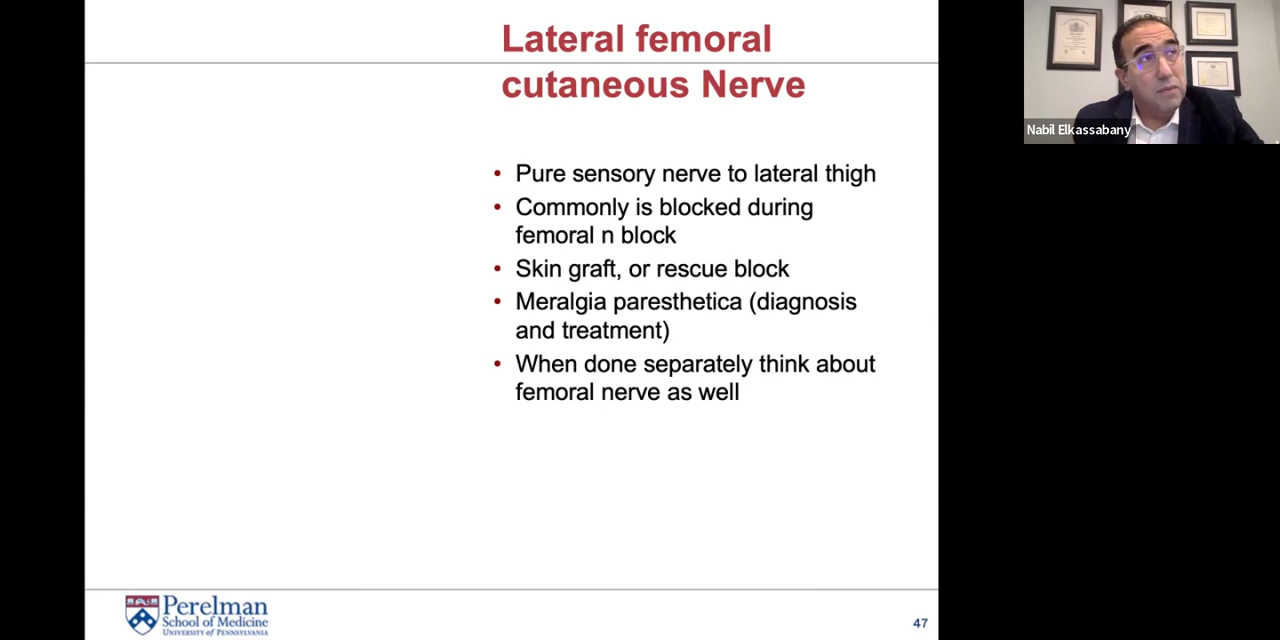 Lateral femoral
cutaneous Nerve
Nabil Elkassabany
• Pure sensory nerve to lateral thigh
• Commonly is blocked during
femoral n block
• Skin graft, or rescue block
• Meralgia paresthetica (diagnosis
and treatment)
• When done separately think about
femoral nerve as well
Perelman
School of Medicine
UNIVERSITY of PENNSYLVANIA
47